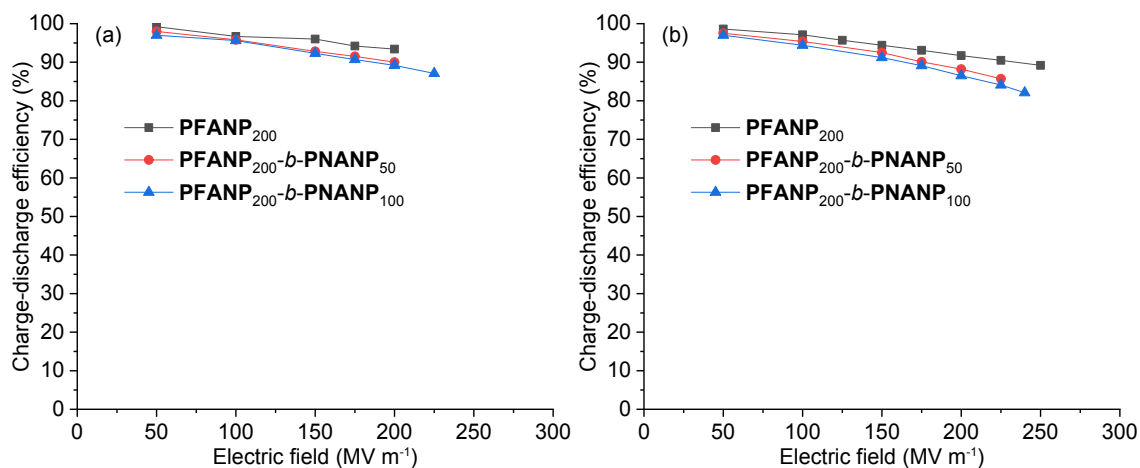 (a)
Charge-discharge efficiency (%)
100
90
80
70
60
50
40
30
20
10
0
PFANP200
PFANP200-b-PNANP50
PFANP200-b-PNANP100
0 50 100 150 200 250 300
Electric field (MV m-1)
(b)
Charge-discharge efficiency (%)
100
90
80
70
60
50
40
30
20
10
0
PFANP200
PFANP200-b-PNANP50
PFANP200-b-PNANP100
0 50 100 150 200 250 300
Electric field (MV m-1)